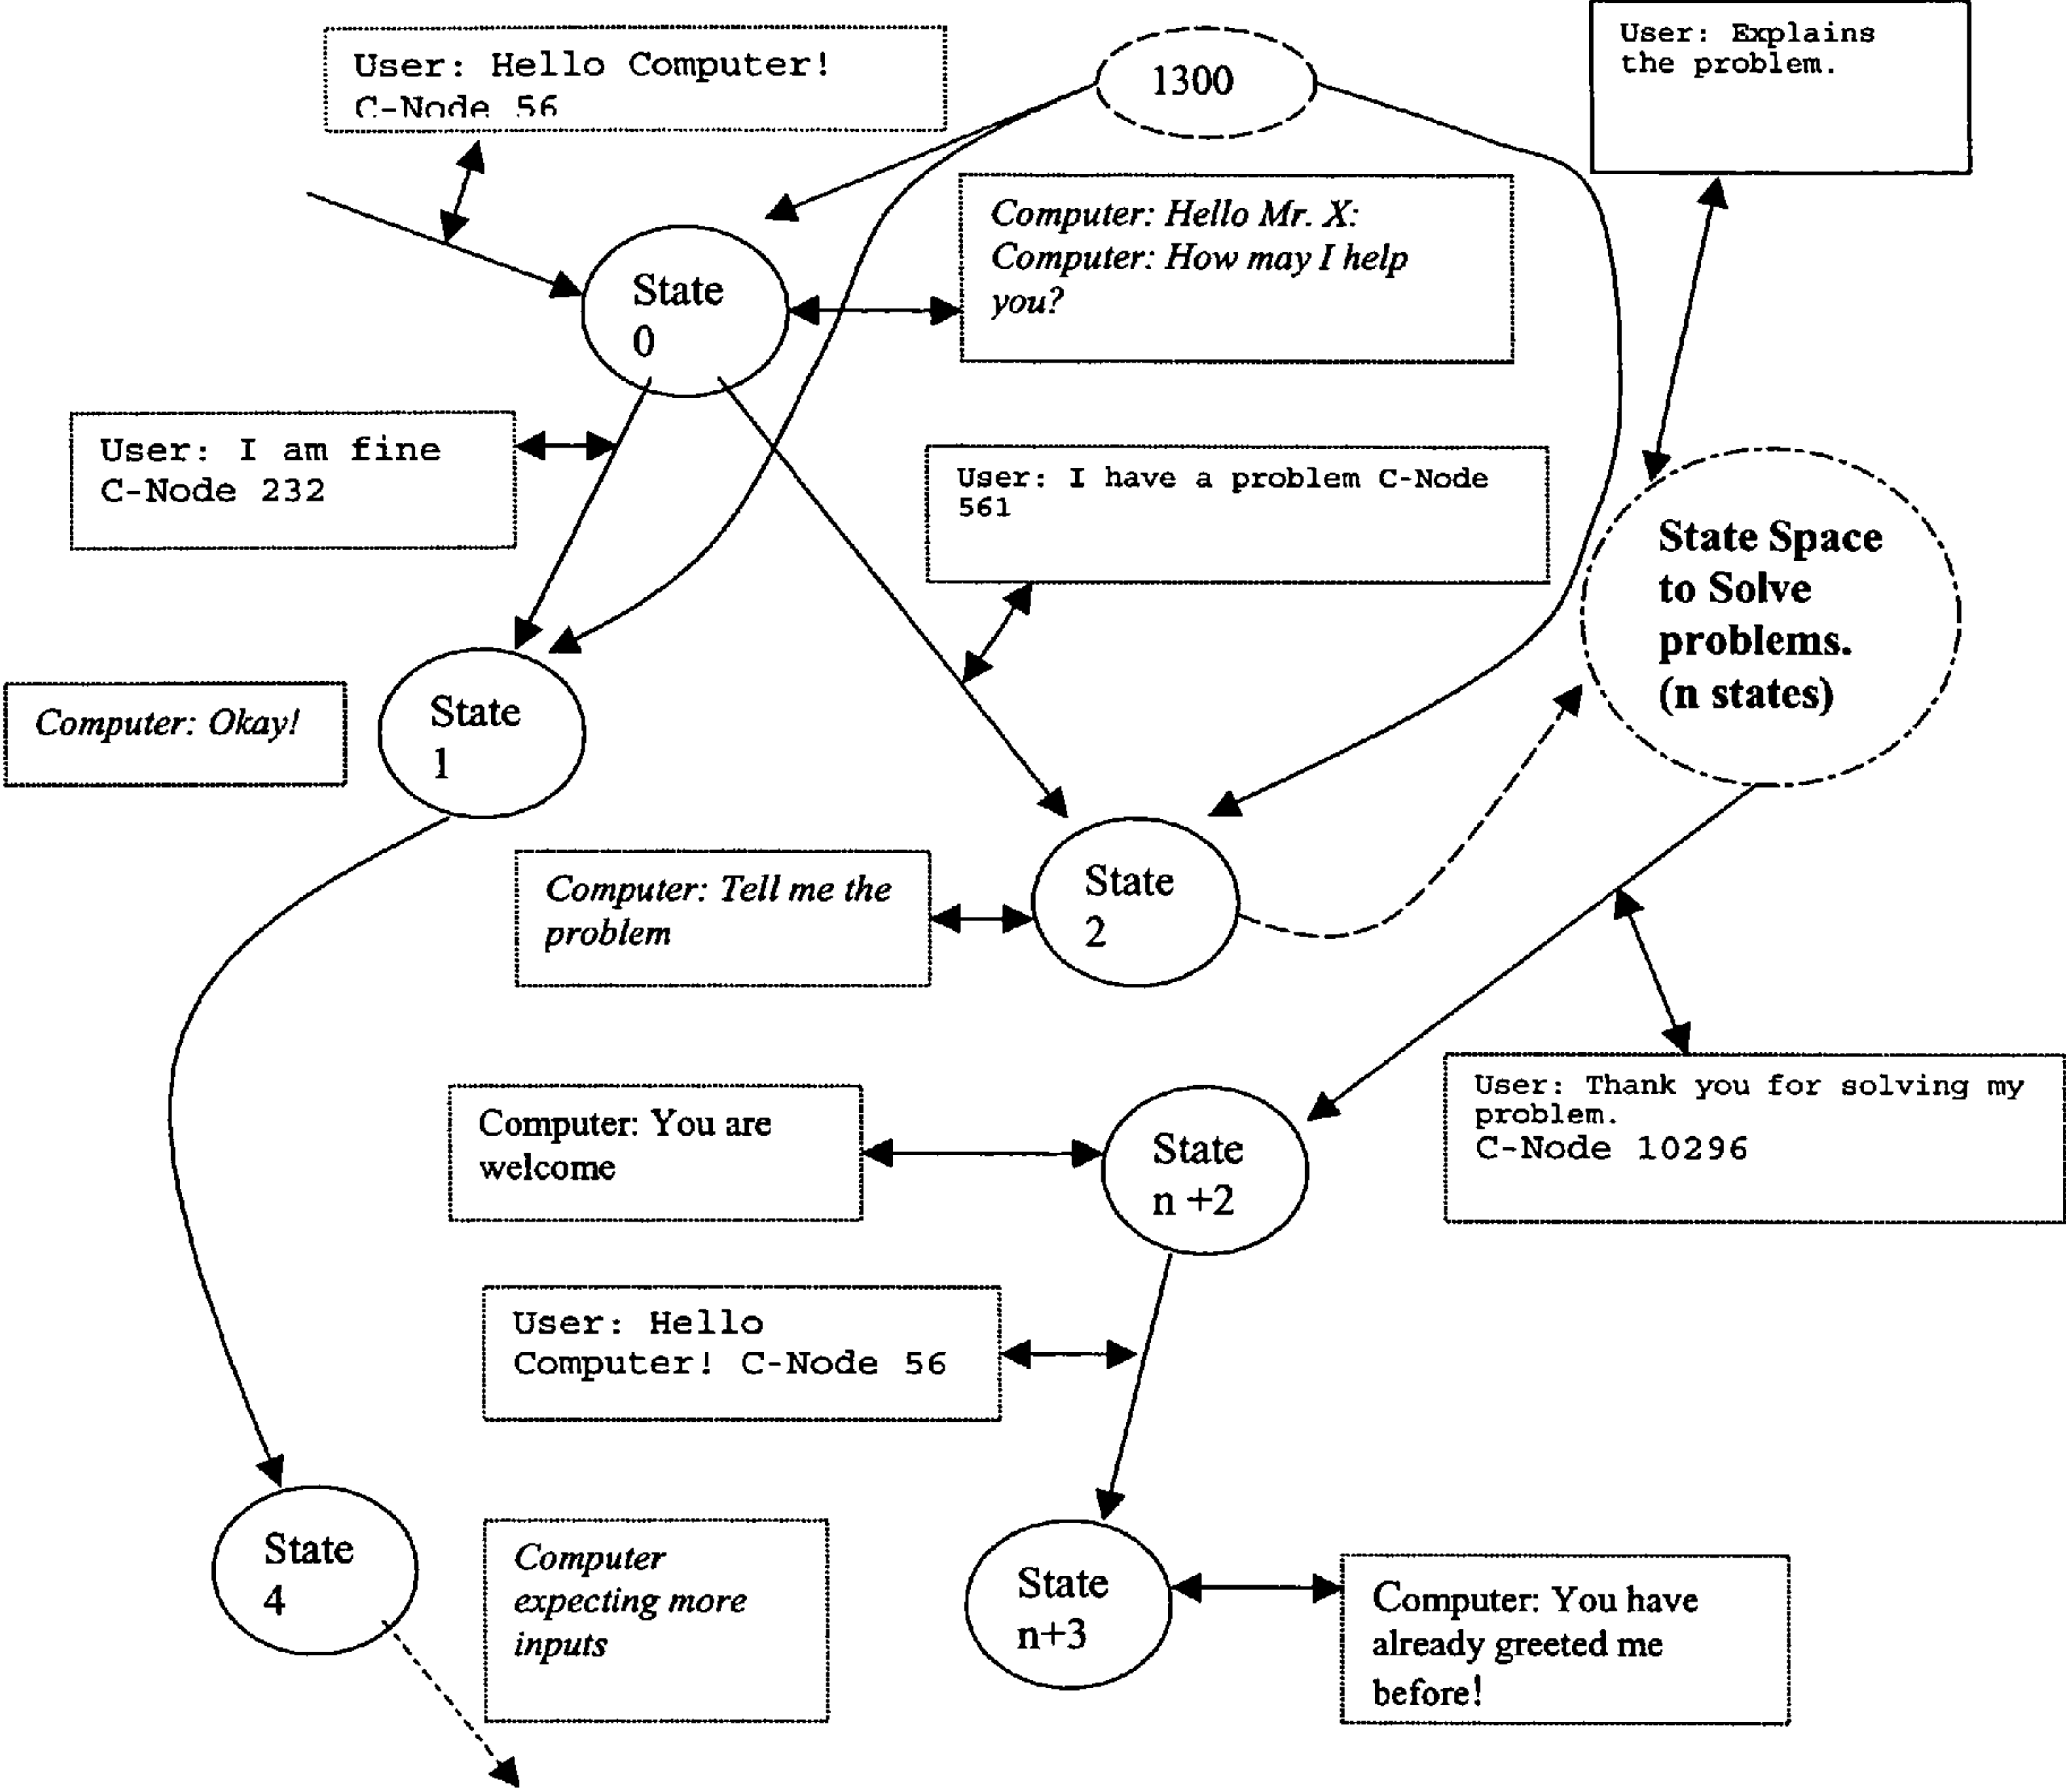 User: Hello Computer!
C-Node 56
1300
User: Explains
the problem.
Computer: Hello Mr. X:
Computer: How may I help
you?
State
0
User: I am fine
C-Node 232
User: I have a problem C-Node
561
State Space
to Solve
problems.
(n states)
Computer: Okay!
State
1
Computer: Tell me the
problem
State
2
User: Thank you for solving my
problem.
C-Node 10296
Computer: You are
welcome
State
n +2
User: Hello
Computer! C-Node 56
State
4
Computer
expecting more
inputs
State
n+3
Computer: You have
already greeted me
before!